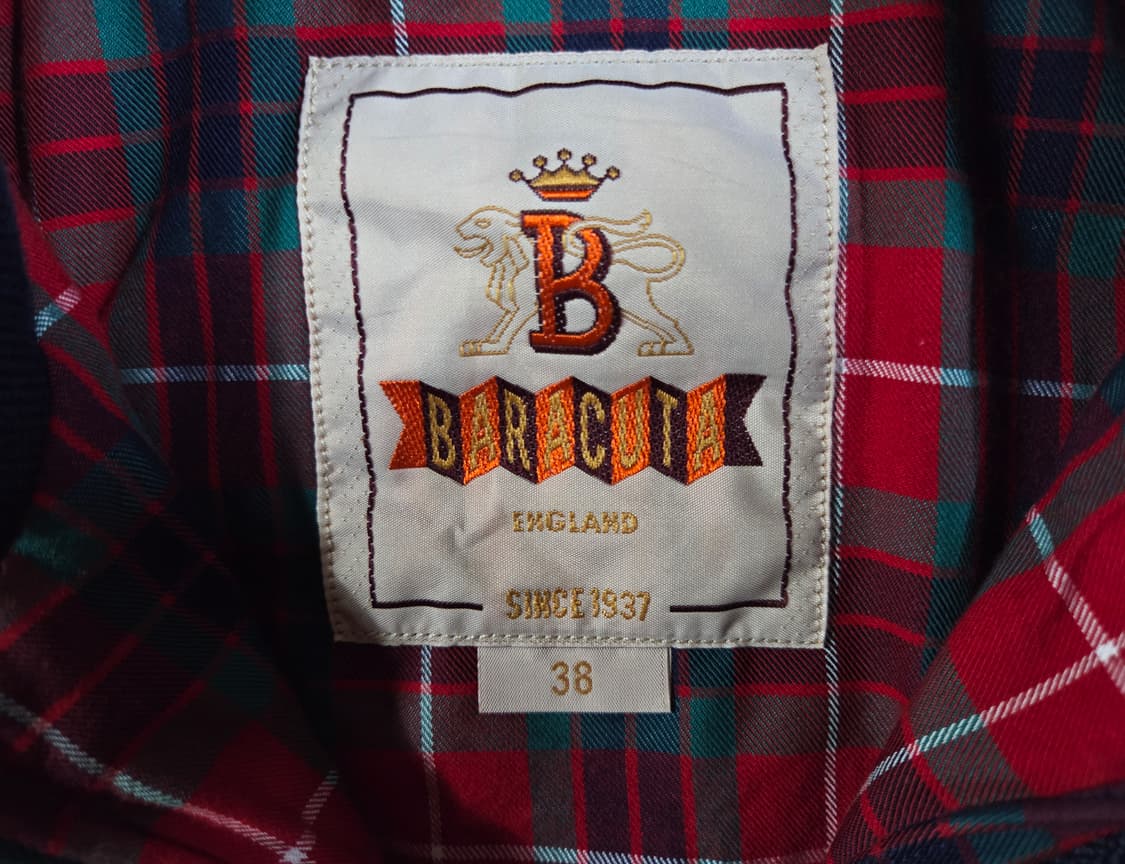 B
BARACUTA
ENGLAND
SINCE 1937
38